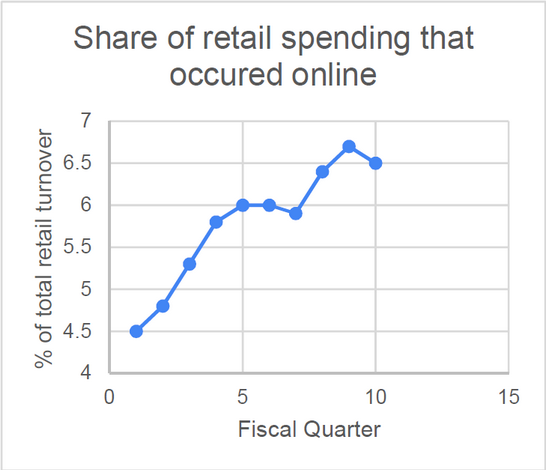 Share of retail spending that
occured online
% of total retail turnover
7
6.5
6
5.5
5
4.5
4
0 5 10 15
Fiscal Quarter